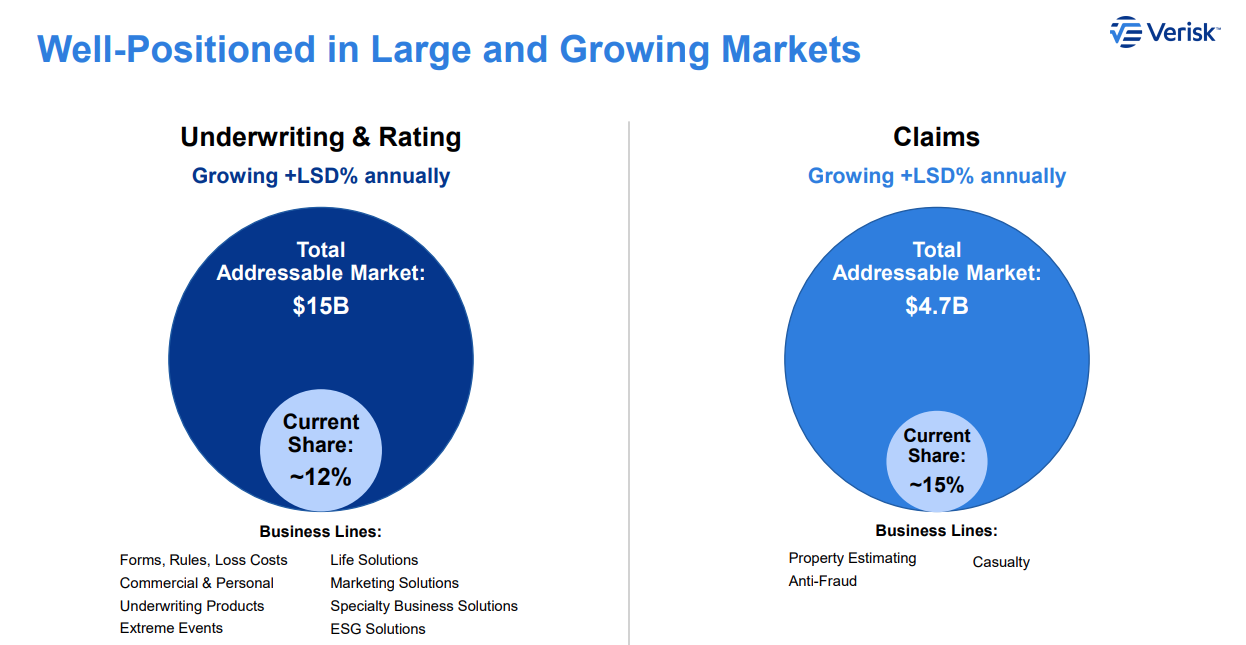 Well-Positioned in Large and Growing Markets
Verisk™
Underwriting & Rating
Growing +LSD% annually
Total
Addressable Market:
$15B
Current
Share:
~12%
Business Lines:
Forms, Rules, Loss Costs
Commercial & Personal
Underwriting Products
Extreme Events
Life Solutions
Marketing Solutions
Specialty Business Solutions
ESG Solutions
Claims
Growing +LSD% annually
Total
Addressable Market:
$4.7B
Current
Share:
~15%
Business Lines:
Property Estimating
Anti-Fraud
Casualty